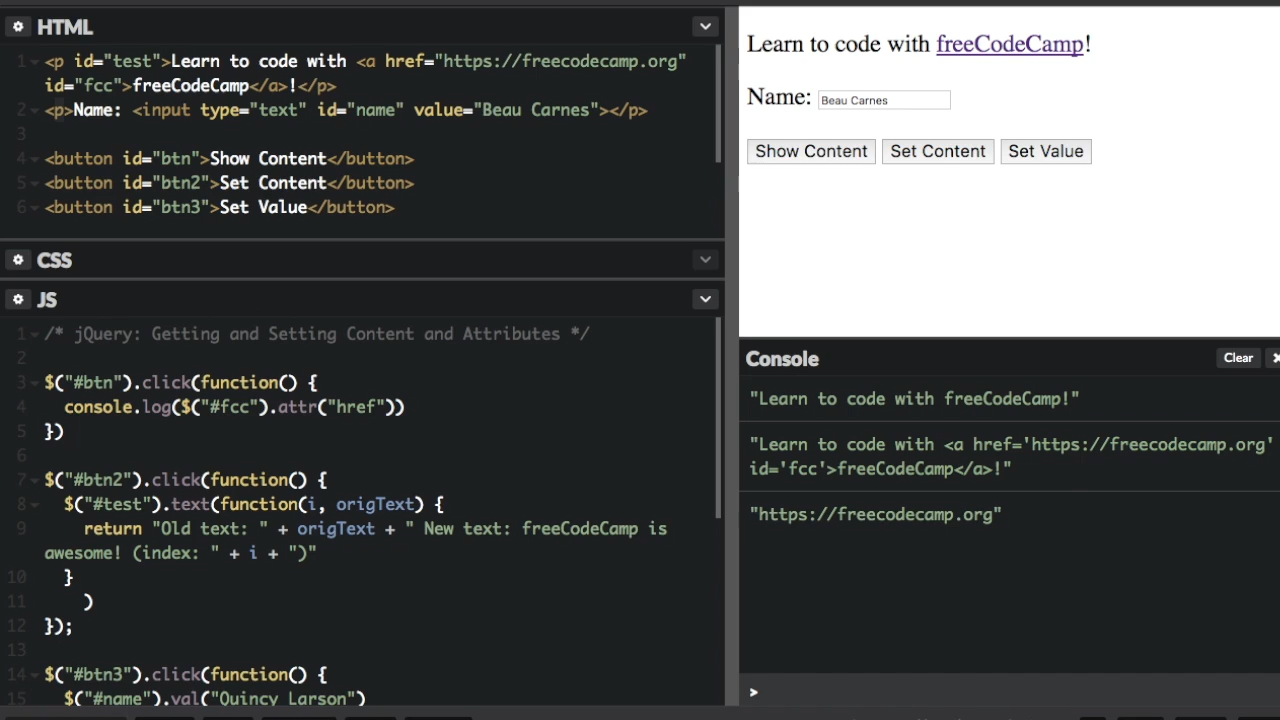 HTML
1 <p id="test">Learn to code with <a href="https://freecodecamp.org"
id="fcc">freeCodeCamp</a>!</p>
2 <p>Name: <input type="text" id="name" value="Beau Carnes"></p>
3
4 <button id="btn">Show Content</button>
5 <button id="btn2">Set Content</button>
6 <button id="btn3">Set Value</button>
CSS
JS
1 /* jQuery: Getting and Setting Content and Attributes */
2
3 $("#btn").click(function() {
4 console.log($("#fcc").attr("href"))
5 })
6
7 $("#btn2").click(function() {
8 $("#test").text(function(i, origText) {
9 return "Old text: " + origText + " New text: freeCodeCamp is
awesome! (index: " + i + ")"
10 }
11 )
12 });
13
14 $("#btn3").click(function() {
15 $("#name").val("Quincy Larson")
Learn to code with freeCodeCamp!
Name: Beau Carnes
Show Content Set Content Set Value
Console Clear ×
"Learn to code with freeCodeCamp!"
"Learn to code with <a href='https://freecodecamp.org'
id='fcc'>freeCodeCamp</a>!"
"https://freecodecamp.org"
>